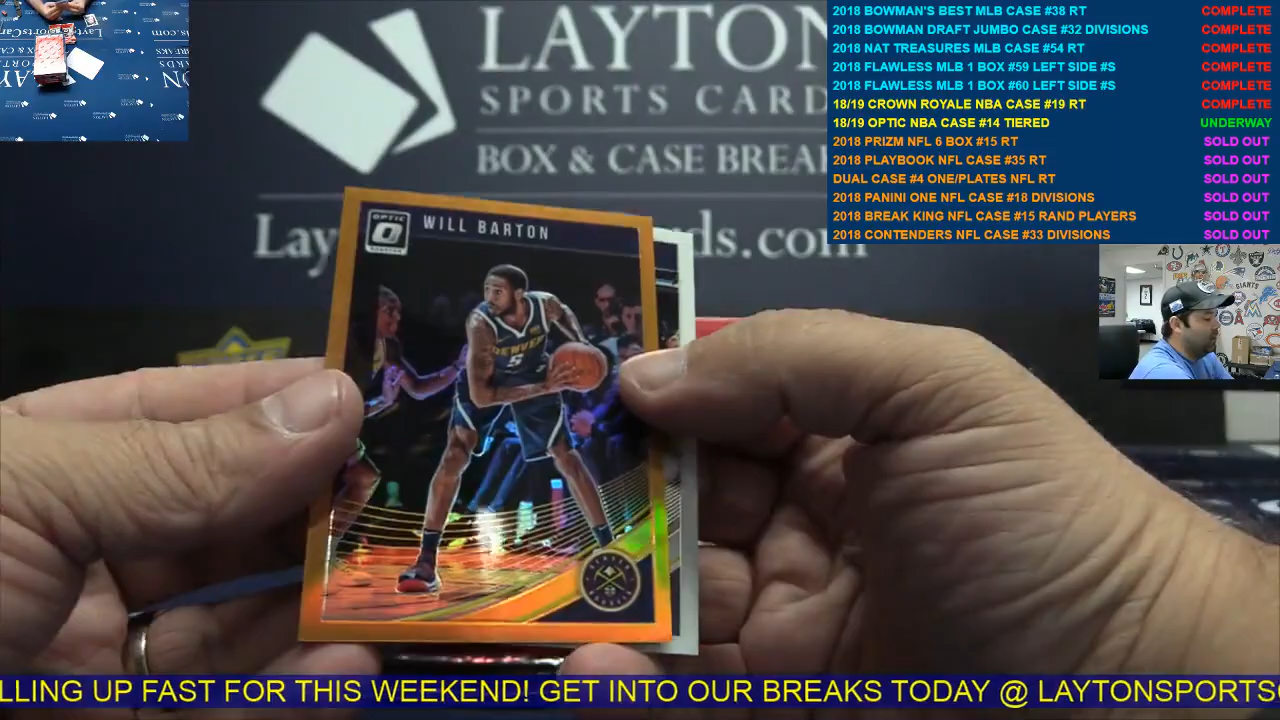 2018 BOWMAN'S BEST MLB CASE #38 RT COMPLETE
2018 BOWMAN DRAFT JUMBO CASE #32 DIVISIONS COMPLETE
2018 NAT TREASURES MLB CASE #54 RT COMPLETE
2018 FLAWLESS MLB 1 BOX #59 LEFT SIDE #S COMPLETE
2018 FLAWLESS MLB 1 BOX #60 LEFT SIDE #S COMPLETE
18/19 CROWN ROYALE NBA CASE #19 RT COMPLETE
18/19 OPTIC NBA CASE #14 TIERED UNDERWAY
2018 PRIZM NFL 6 BOX #15 RT SOLD OUT
2018 PLAYBOOK NFL CASE #35 RT SOLD OUT
DUAL CASE #4 ONE/PLATES NFL RT SOLD OUT
2018 PANINI ONE NFL CASE #18 DIVISIONS SOLD OUT
2018 BREAK KING NFL CASE #15 RAND PLAYERS SOLD OUT
2018 CONTENDERS NFL CASE #33 DIVISIONS SOLD OUT
LAYTON
SPORTS CARD
BOX & CASE BREA
Lay ds.com
OPTIC
WILL BARTON
DENVER
5
LLING UP FAST FOR THIS WEEKEND! GET INTO OUR BREAKS TODAY @ LAYTONSPORTSC